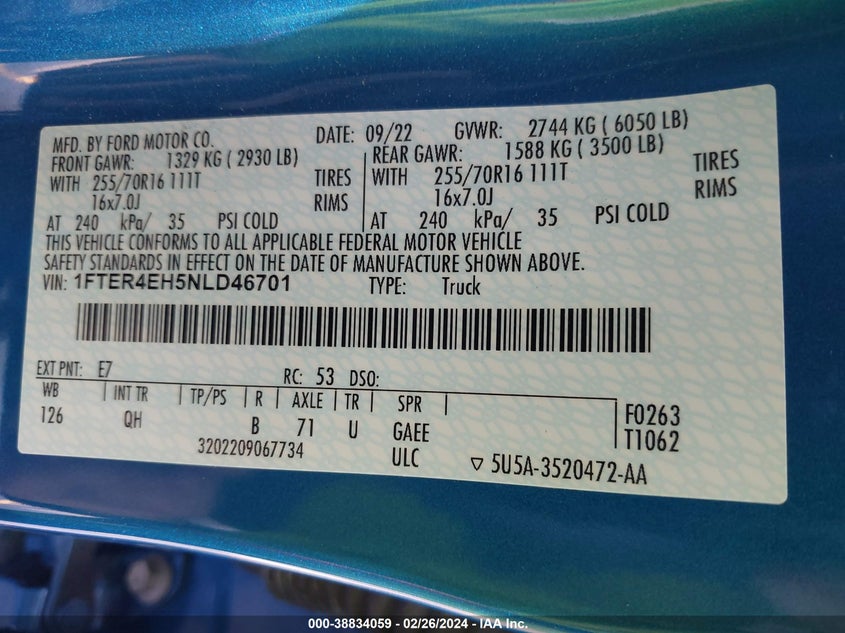 MFD. BY FORD MOTOR CO. DATE: 09/22 GVWR: 2744 KG ( 6050 LB)
FRONT GAWR: 1329 KG ( 2930 LB) REAR GAWR: 1588 KG ( 3500 LB)
WITH 255/70R16 111T TIRES WITH 255/70R16 111T TIRES
16x7.0J RIMS 16x7.0J RIMS
AT 240 kPa/ 35 PSI COLD AT 240 kPa/ 35 PSI COLD
THIS VEHICLE CONFORMS TO ALL APPLICABLE FEDERAL MOTOR VEHICLE
SAFETY STANDARDS IN EFFECT ON THE DATE OF MANUFACTURE SHOWN ABOVE.
VIN: 1FTER4EH5NLD46701 TYPE: Truck
EXT PNT: E7 RC: 53 DSO:
WB INT TR TP/PS R AXLE TR SPR
126 QH B 71 U GAEE F0263
3202209067734 ULC T1062
5U5A-3520472-AA
000-38834059 - 02/26/2024 - IAA Inc.